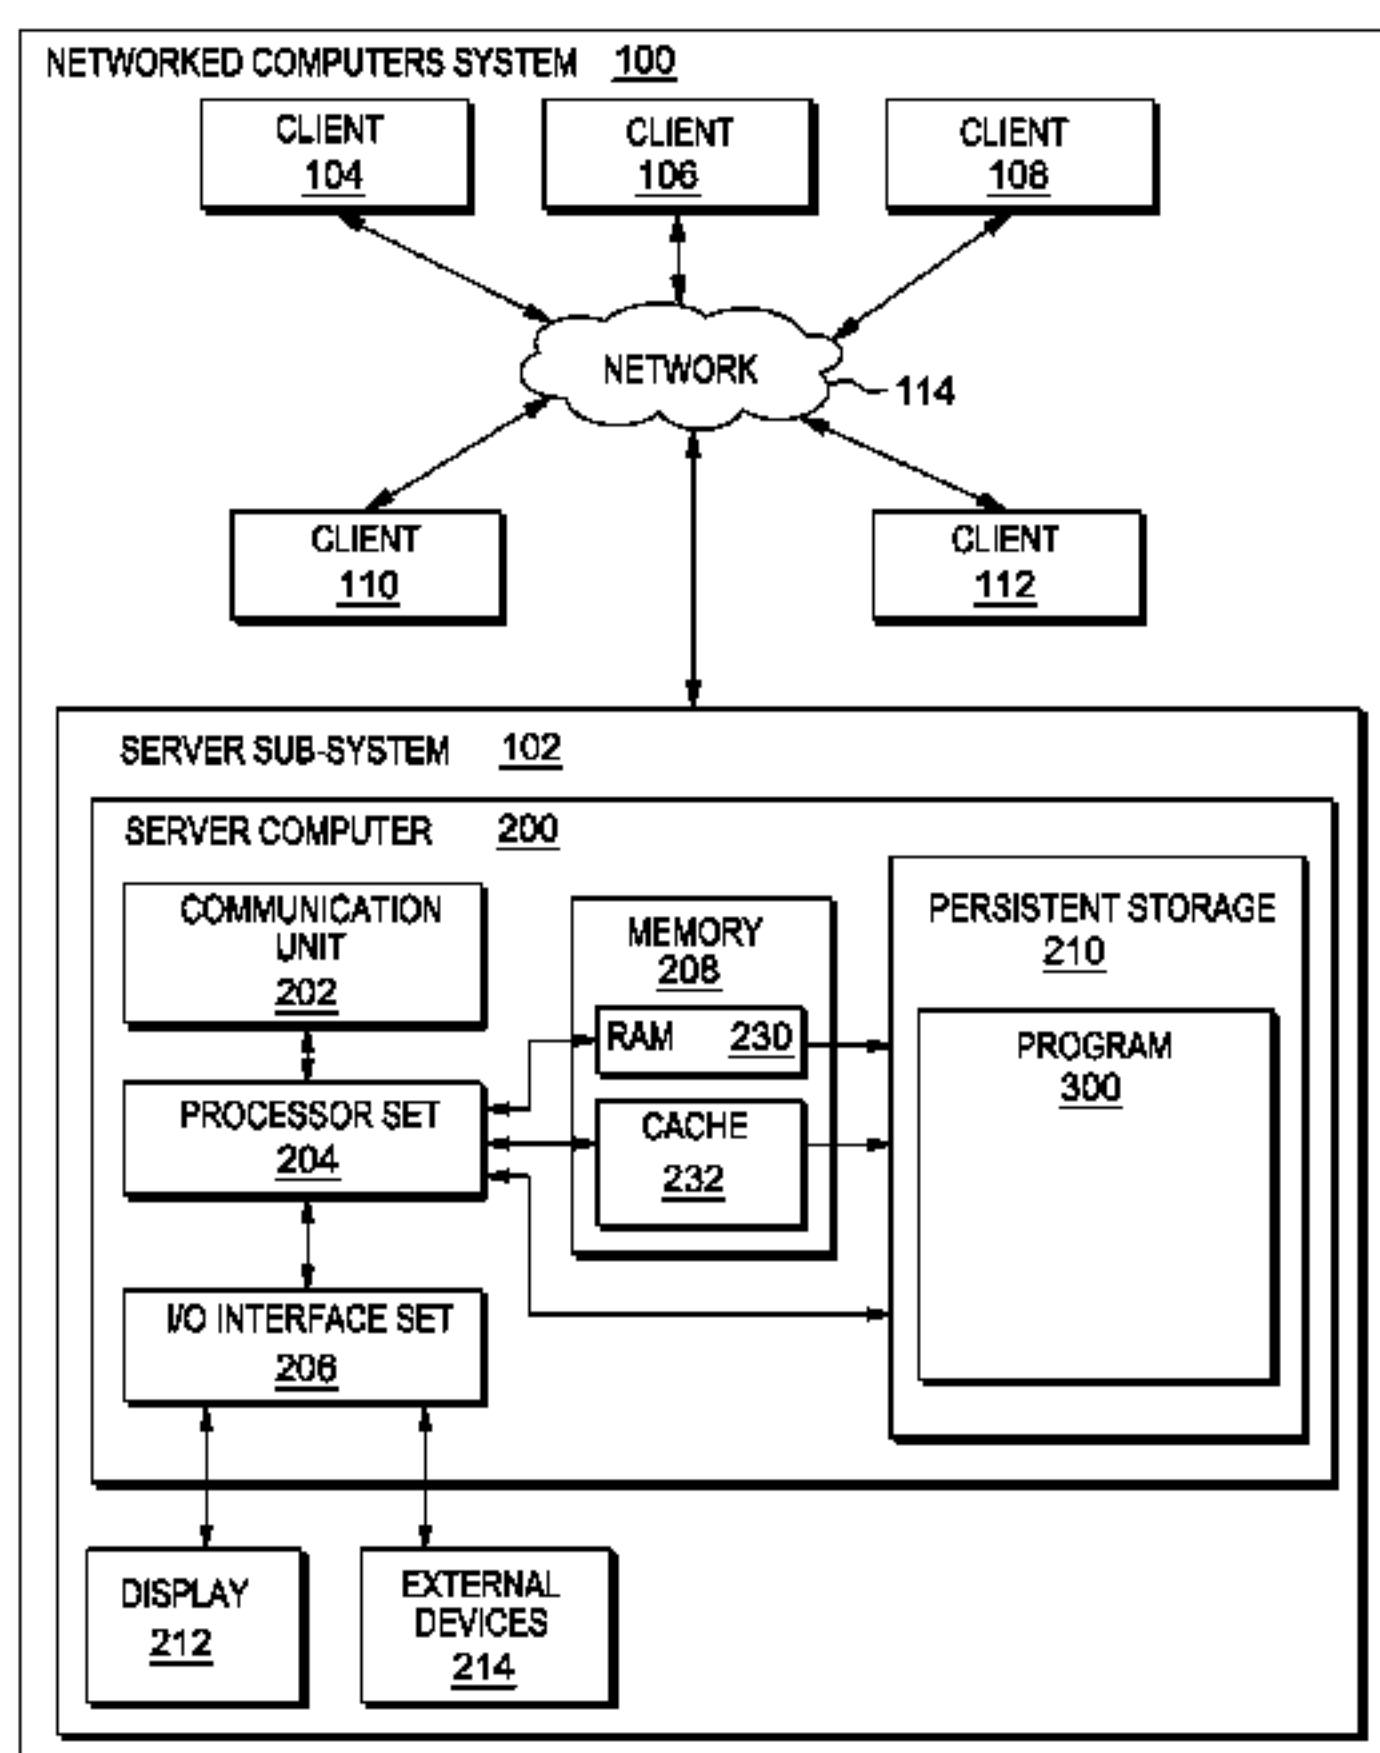 NETWORKED COMPUTERS SYSTEM 100
CLIENT
104
CLIENT
106
CLIENT
108
NETWORK
114
CLIENT
110
CLIENT
112
SERVER SUB-SYSTEM 102
SERVER COMPUTER 200
COMMUNICATION
UNIT
202
PROCESSOR SET
204
I/O INTERFACE SET
206
MEMORY
208
RAM 230
CACHE
232
PERSISTENT STORAGE
210
PROGRAM
300
DISPLAY
212
EXTERNAL
DEVICES
214